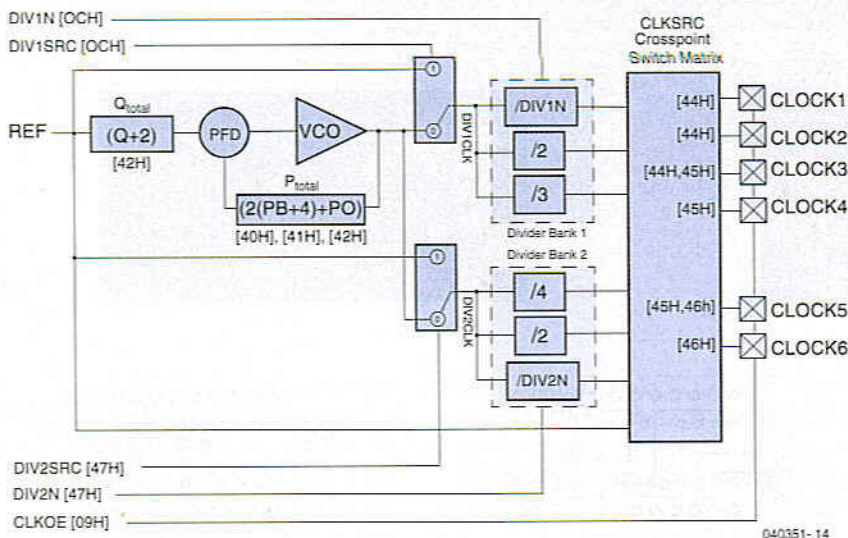 DIV1N [OCH]
DIV1SRC [OCH]
CLKSRC
Crosspoint
Switch Matrix
1
Qtotal
REF
(Q+2)
[42H]
PFD
VCO
0
DIV1CLK
/DIV1N
/2
/3
Divider Bank 1
Ptotal
(2(PB+4)+PO)
[40H], [41H], [42H]
[44H]
CLOCK1
[44H]
CLOCK2
[44H,45H]
CLOCK3
[45H]
CLOCK4
Divider Bank 2
1
0
DIV2CLK
/4
/2
/DIV2N
[45H,46h]
CLOCK5
[46H]
CLOCK6
DIV2SRC [47H]
DIV2N [47H]
CLKOE [09H]
040351- 14